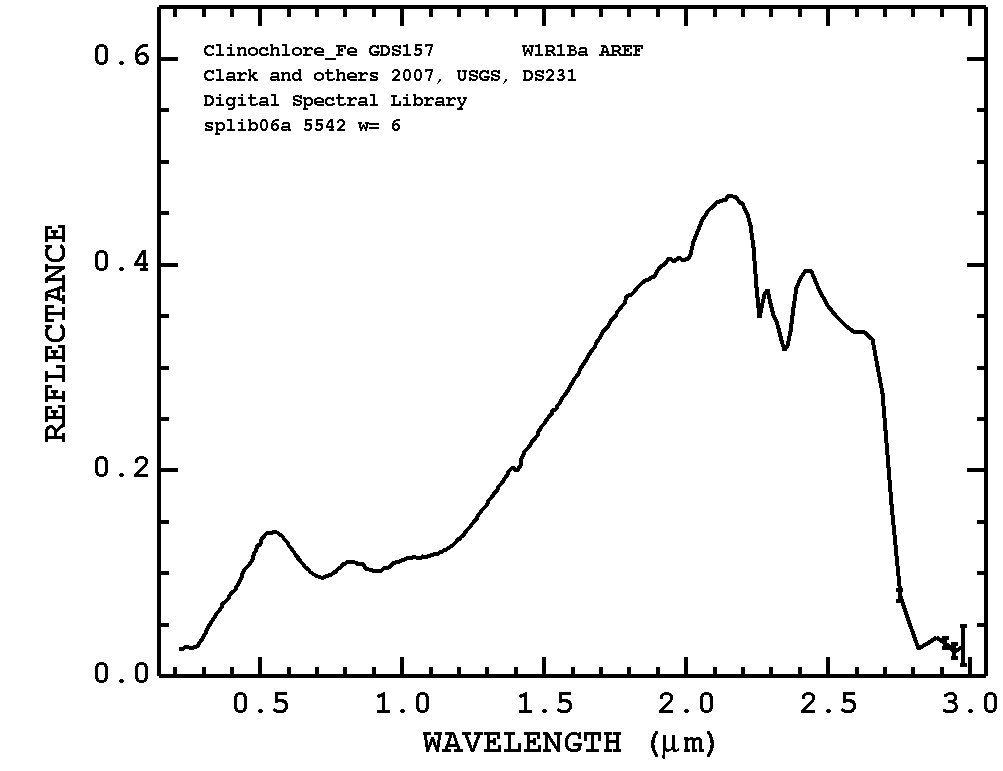 Clinochlore_Fe GDS157 W1R1Ba AREF
Clark and others 2007, USGS, DS231
Digital Spectral Library
splib06a 5542 w= 6
0.6
0.4
0.2
0.0
REFLECTANCE
0.5 1.0 1.5 2.0 2.5 3.0
WAVELENGTH (μm)